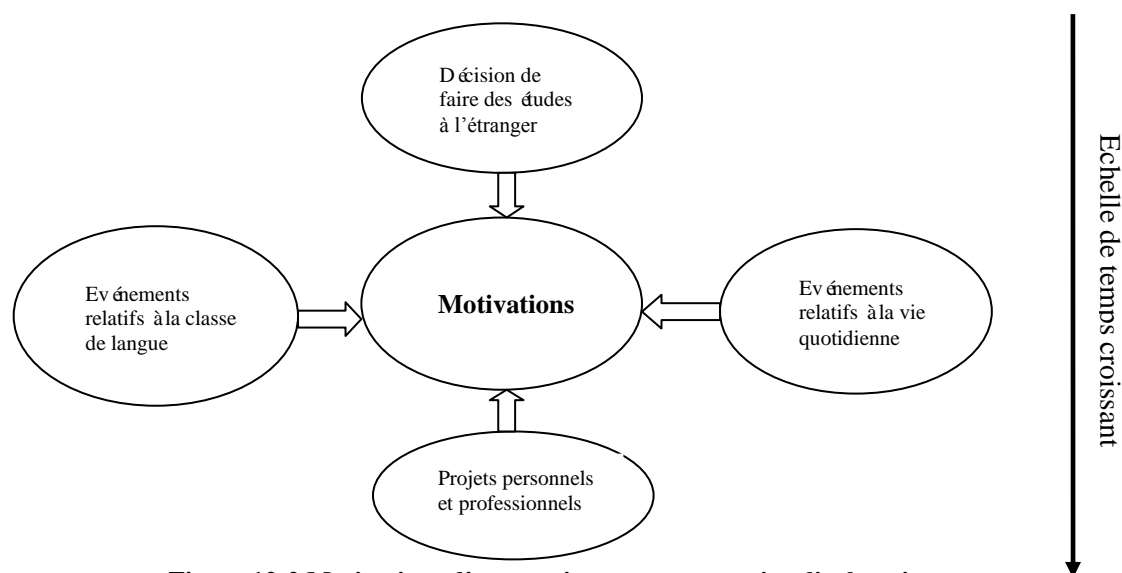 Décision de
faire des études
à l'étranger
Evénements
relatifs à la classe
de langue
Motivations
Evénements
relatifs à la vie
quotidienne
Projets personnels
et professionnels
Echelle de temps croissant